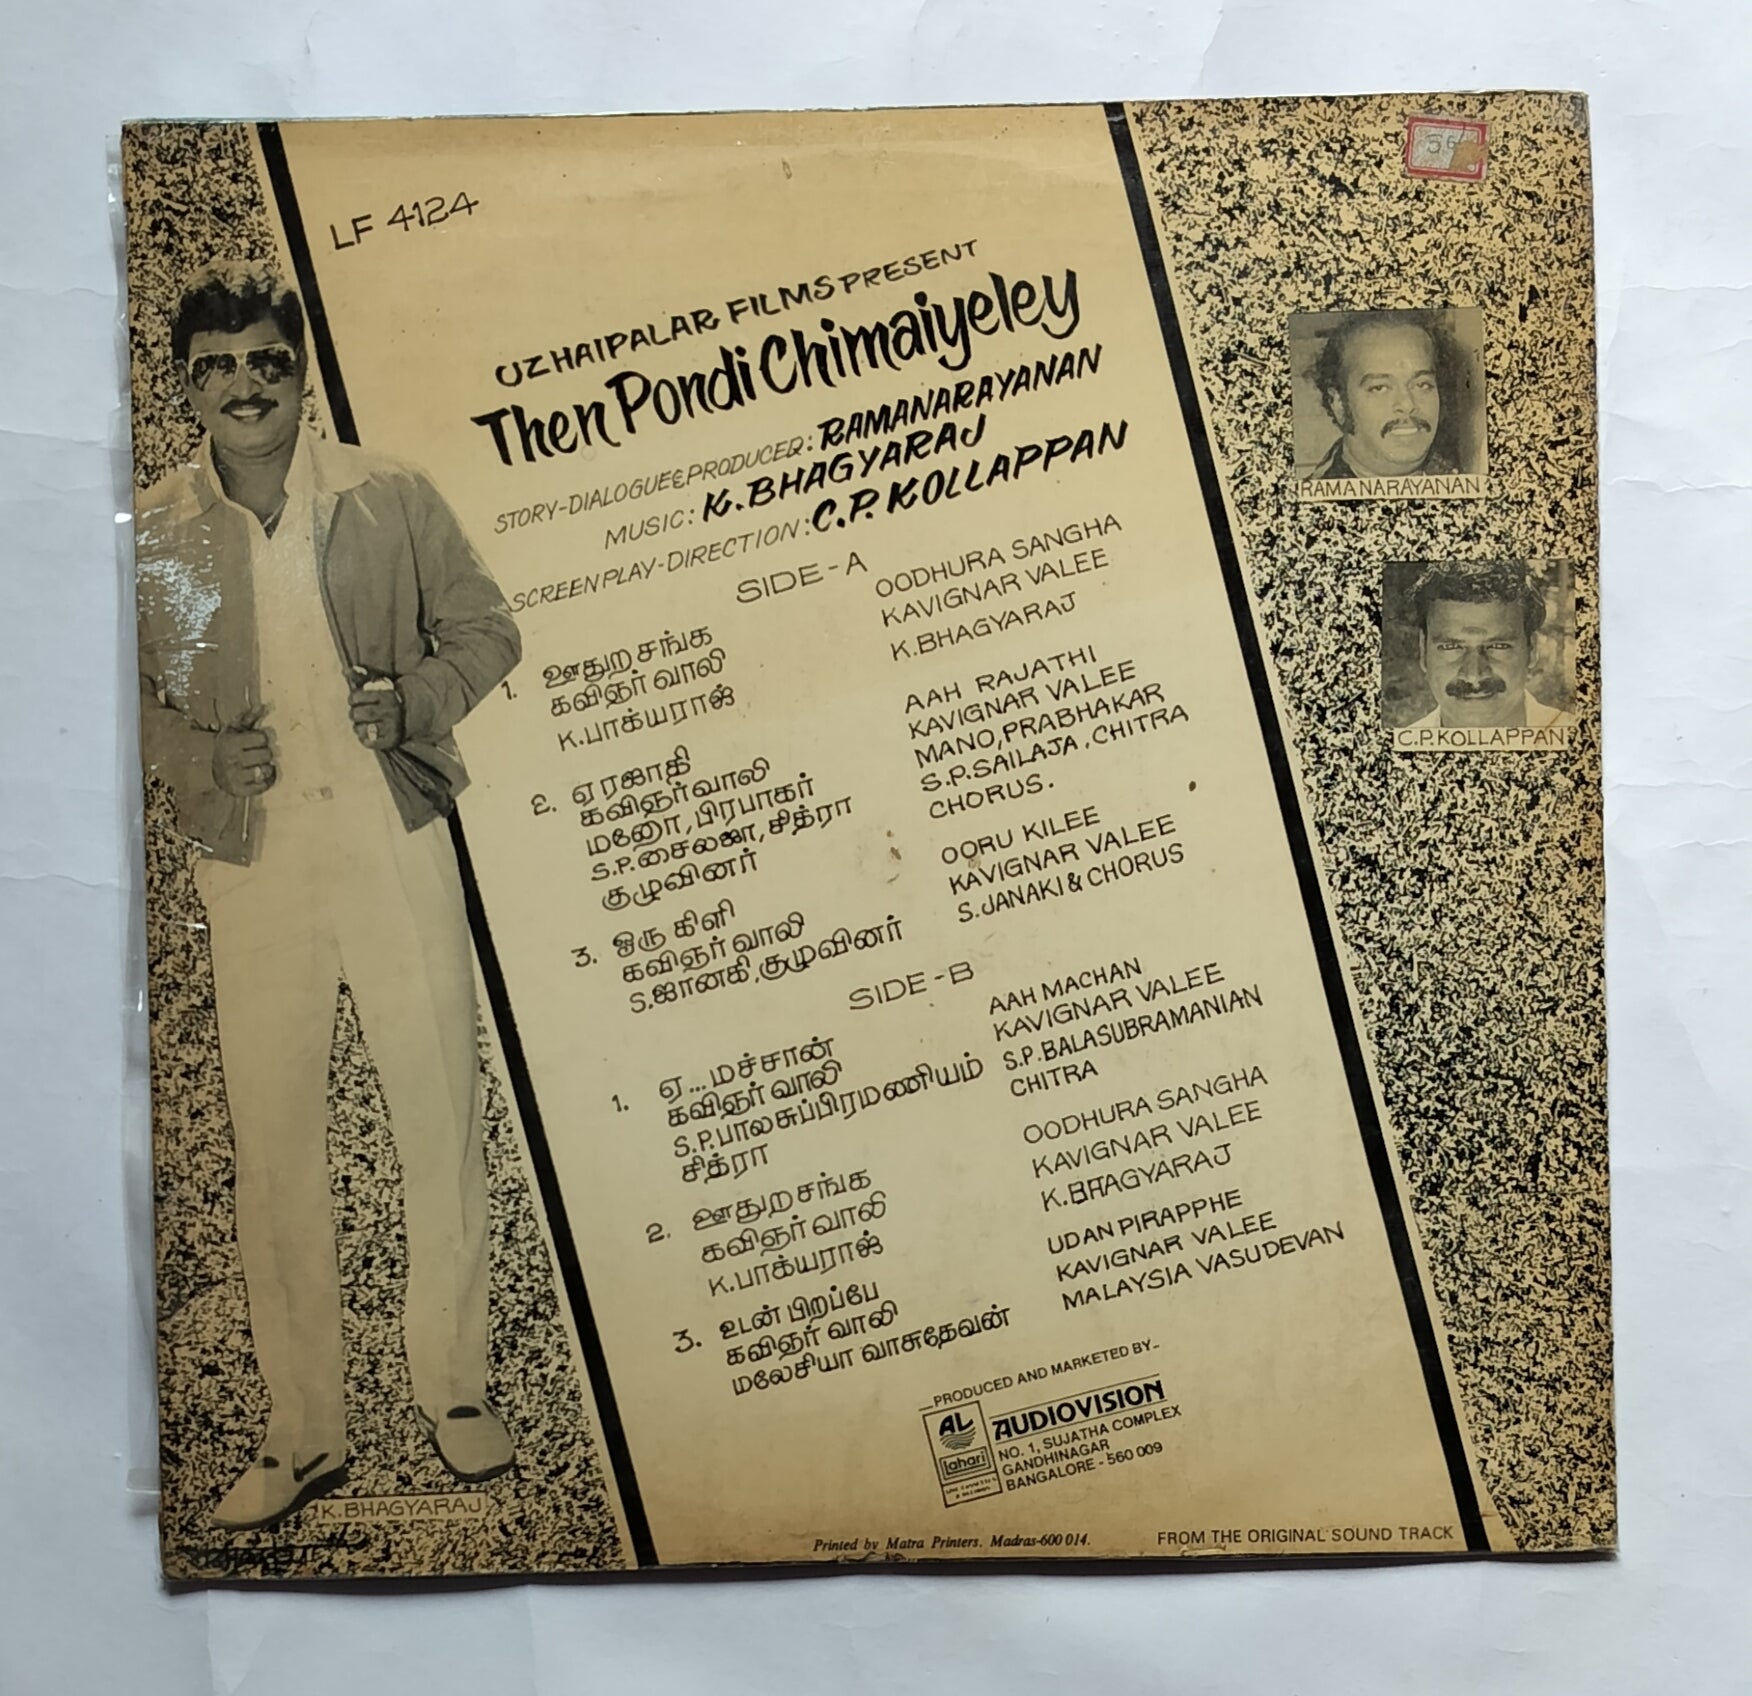 LF 4124
UZHAIPALAR FILMS PRESENT
Then Pondi Chimaiyeley
STORY-DIALOGUE & PRODUCER: RAMANARAYANAN
MUSIC: K. BHAGYARAJ
SCREENPLAY-DIRECTION: C.P. KOLLAPPAN
SIDE-A
1. ஊதுற சங்க
கவிஞர் வாலி
K.பாக்யராஜ்
OODHURA SANGHA
KAVIGNAR VALEE
K.BHAGYARAJ
2. ஏ ரஜாதி
கவிஞர் வாலி
மனோ, பிரபாகர்
S.P.சைலஜா, சித்ரா
குழுவினர்
AAH RAJATHI
KAVIGNAR VALEE
MANO, PRABHAKAR
S.P.SAILAJA, CHITRA
CHORUS.
3. ஒரு கிளி
கவிஞர் வாலி
S.ஜானகி, குழுவினர்
OORU KILEE
KAVIGNAR VALEE
S.JANAKI & CHORUS
SIDE-B
1. ஏ... மச்சான்
கவிஞர் வாலி
S.P.பாலசுப்பிரமணியம்
சித்ரா
AAH MACHAN
KAVIGNAR VALEE
S.P.BALASUBRAMANIAN
CHITRA
2. ஊதுற சங்க
கவிஞர் வாலி
K.பாக்யராஜ்
OODHURA SANGHA
KAVIGNAR VALEE
K.BHAGYARAJ
3. உடன் பிறப்பே
கவிஞர் வாலி
மலேசியா வாசுதேவன்
UDAN PIRAPPHE
KAVIGNAR VALEE
MALAYSIA VASUDEVAN
PRODUCED AND MARKETED BY-
AL
lahari
AUDIOVISION
NO. 1, SUJATHA COMPLEX
GANDHINAGAR
BANGALORE - 560 009
RAMANARAYANAN
C.P.KOLLAPPAN
K.BHAGYARAJ
Printed by Matra Printers. Madras-600 014.
FROM THE ORIGINAL SOUND TRACK